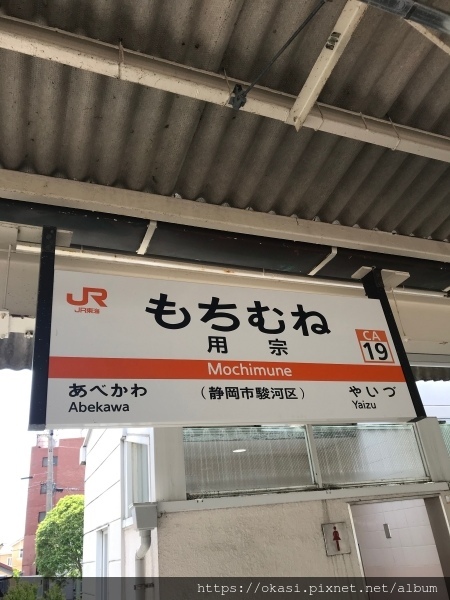 JR
JR東海
もちむね
用宗
CA
19
Mochimune
あべかわ
Abekawa
(静岡市駿河区)
やいづ
Yaizu
https://okasi.pixnet.net/album